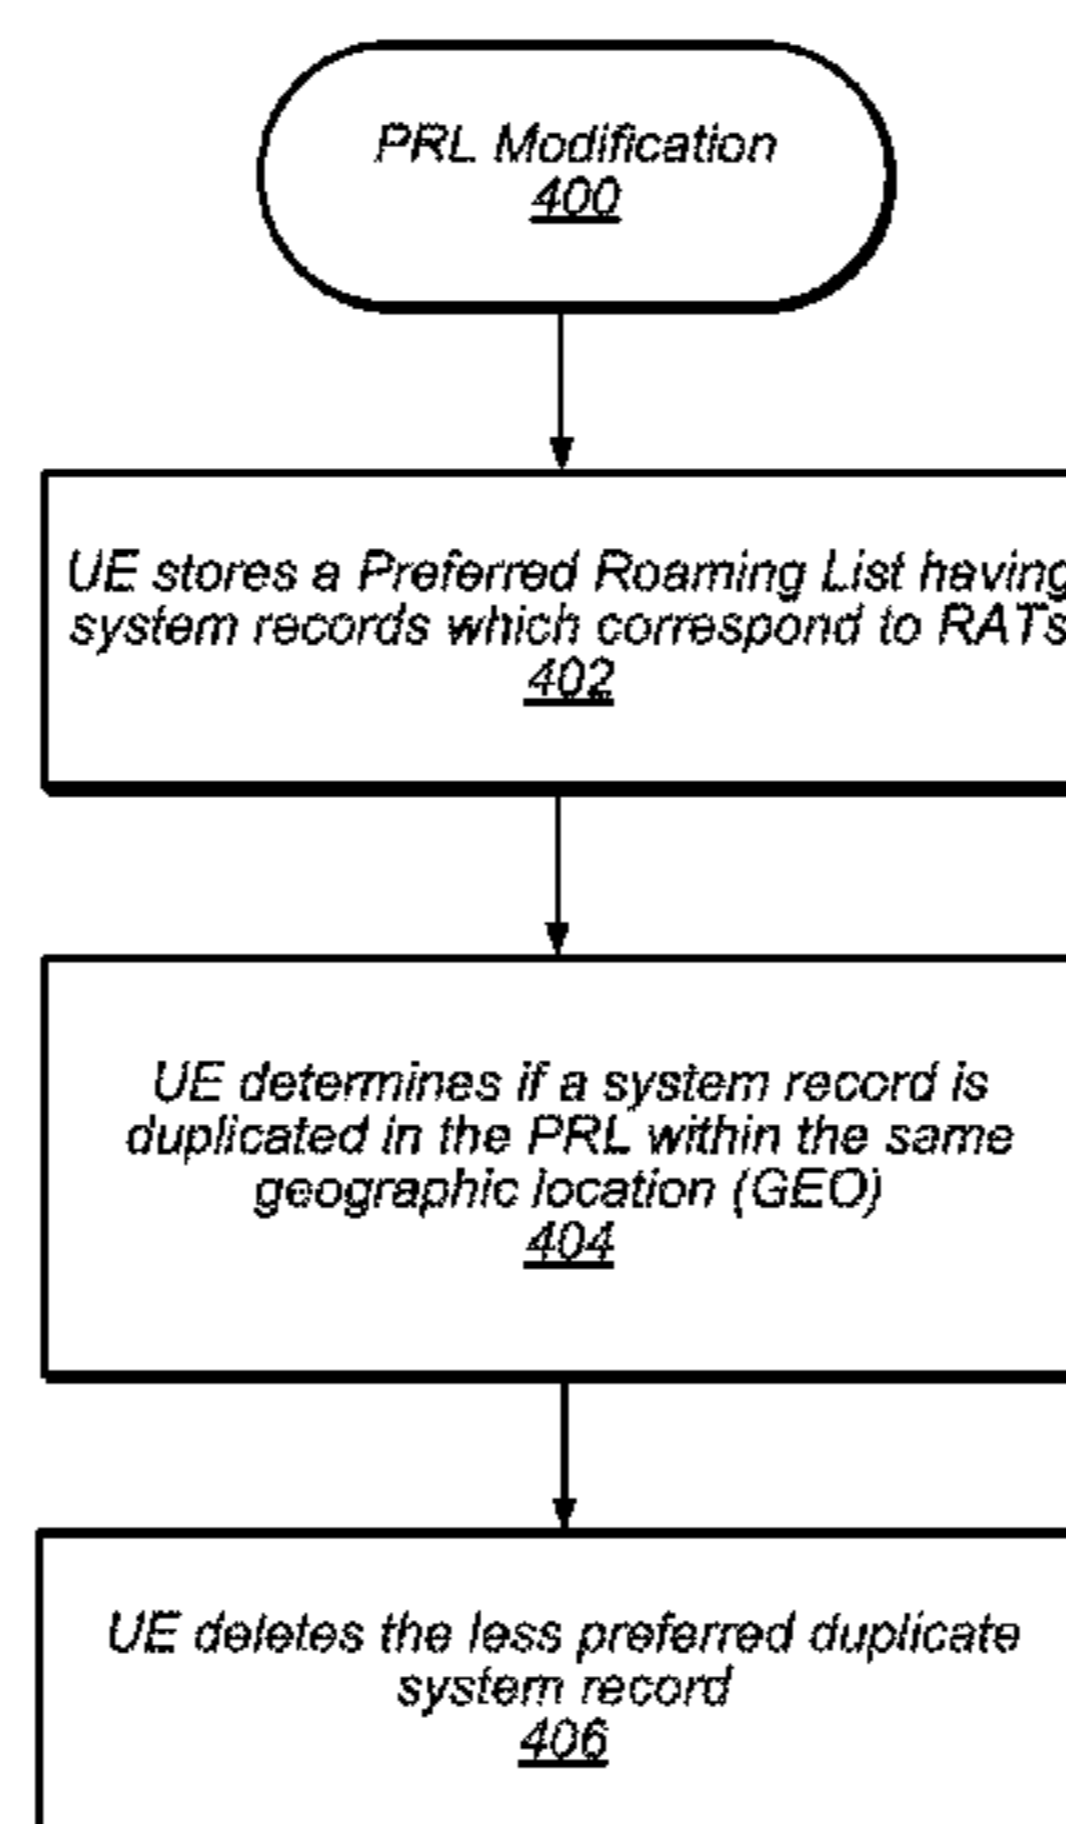 PRL Modification
400
UE stores a Preferred Roaming List having
system records which correspond to RATs
402
UE determines if a system record is
duplicated in the PRL within the same
geographic location (GEO)
404
UE deletes the less preferred duplicate
system record
406